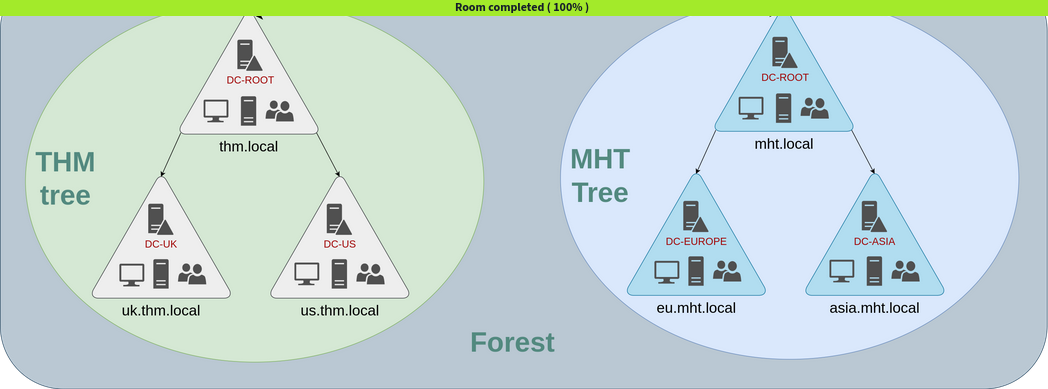 Room completed ( 100% )
DC-ROOT
thm.local
THM
tree
DC-UK
uk.thm.local
DC-US
us.thm.local
DC-ROOT
mht.local
MHT
Tree
DC-EUROPE
eu.mht.local
DC-ASIA
asia.mht.local
Forest